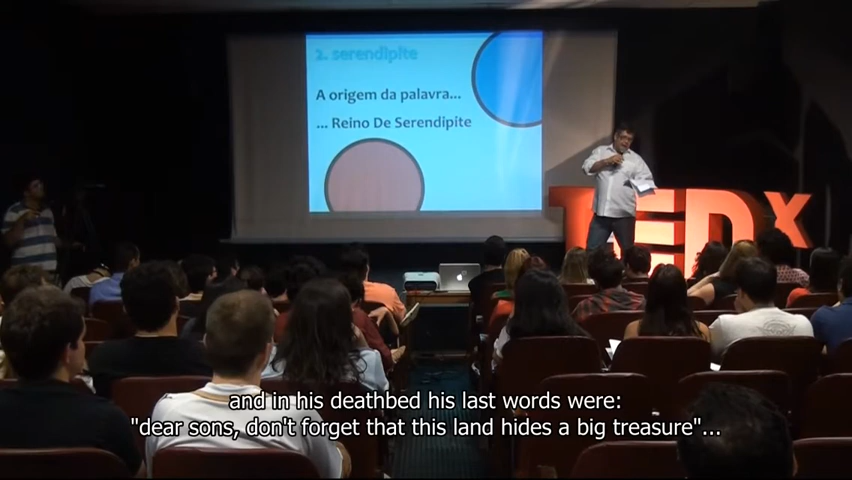 2. serendipite
A origem da palavra...
... Reino De Serendipite
TEDx
and in his deathbed his last words were:
"dear sons, don't forget that this land hides a big treasure"...